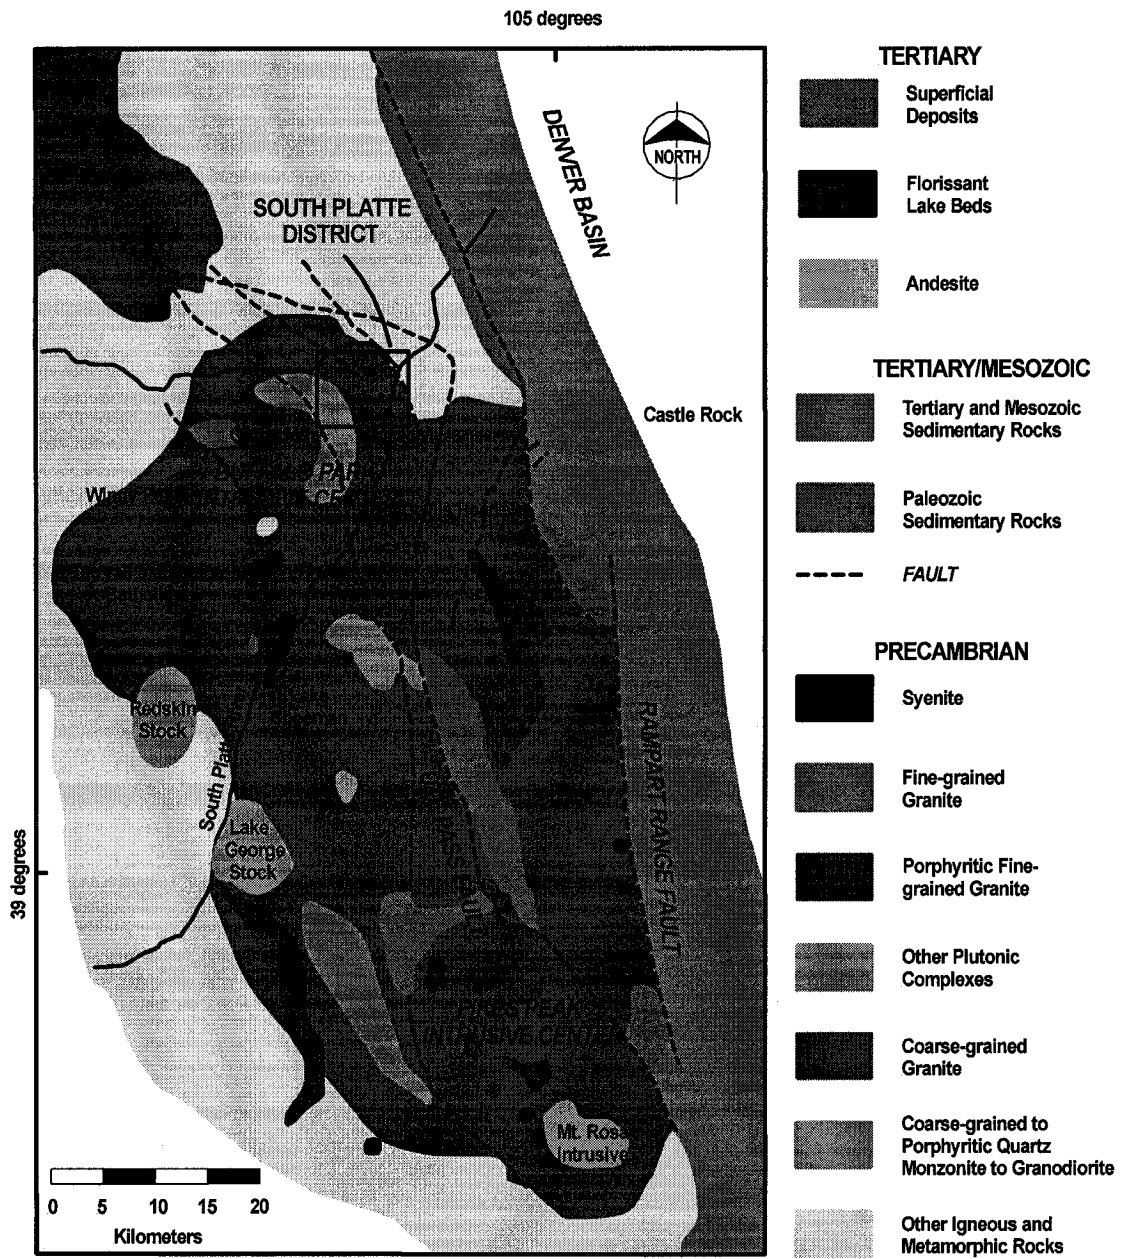 105 degrees
NORTH
DENVER BASIN
SOUTH PLATTE
DISTRICT
Castle Rock
Redskin
Stock
South Platte
Lake
George
Stock
RAMPART RANGE FAULT
39 degrees
PIKES PEAK
INTRUSIVE CENTER
Mt. Rosa
Intrusive
0 5 10 15 20
Kilometers
TERTIARY
Superficial
Deposits
Florissant
Lake Beds
Andesite
TERTIARY/MESOZOIC
Tertiary and Mesozoic
Sedimentary Rocks
Paleozoic
Sedimentary Rocks
FAULT
PRECAMBRIAN
Syenite
Fine-grained
Granite
Porphyritic Fine-
grained Granite
Other Plutonic
Complexes
Coarse-grained
Granite
Coarse-grained to
Porphyritic Quartz
Monzonite to Granodiorite
Other Igneous and
Metamorphic Rocks